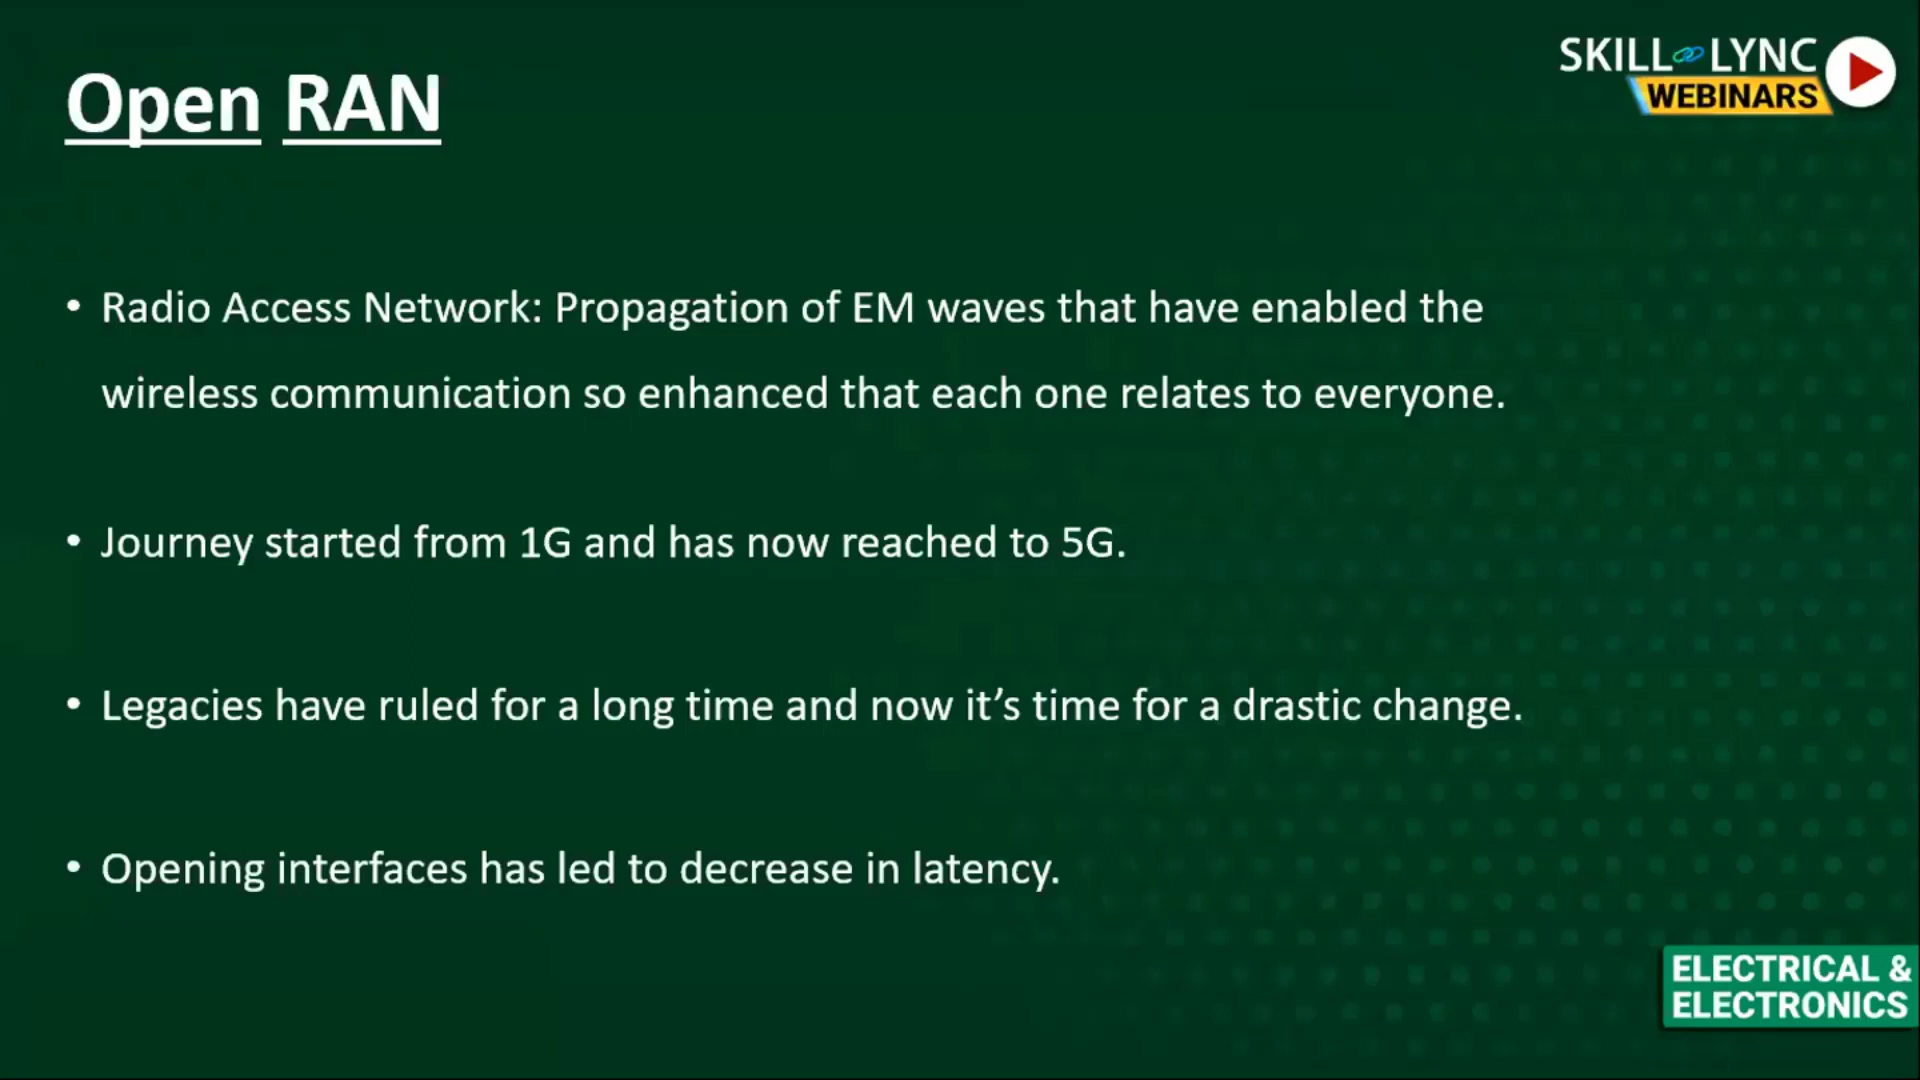 Open RAN
SKILL LYNC
WEBINARS
• Radio Access Network: Propagation of EM waves that have enabled the
wireless communication so enhanced that each one relates to everyone.
• Journey started from 1G and has now reached to 5G.
• Legacies have ruled for a long time and now it’s time for a drastic change.
• Opening interfaces has led to decrease in latency.
ELECTRICAL &
ELECTRONICS